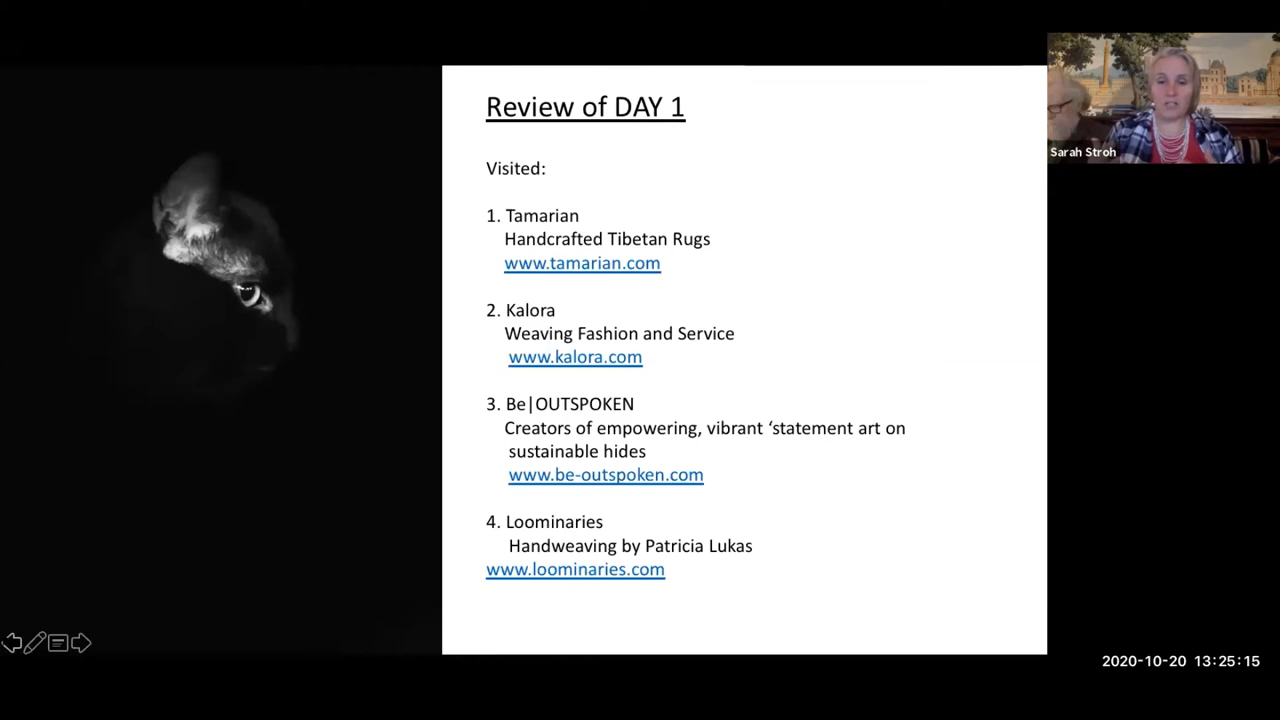 Review of DAY 1
Visited:
1. Tamarian
Handcrafted Tibetan Rugs
www.tamarian.com
2. Kalora
Weaving Fashion and Service
www.kalora.com
3. Be|OUTSPOKEN
Creators of empowering, vibrant ‘statement art on
sustainable hides
www.be-outspoken.com
4. Loominaries
Handweaving by Patricia Lukas
www.loominaries.com
Sarah Stroh
2020-10-20 13:25:15